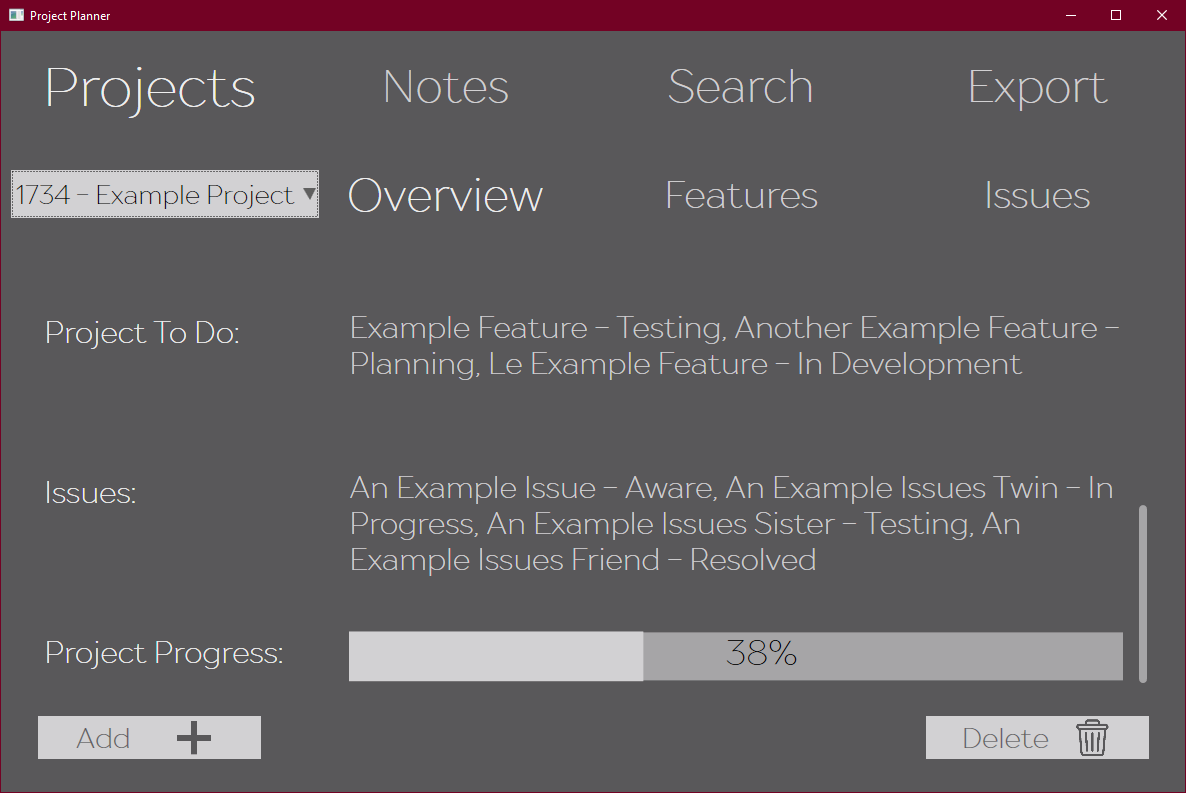 Project Planner
Projects
Notes
Search
Export
1734 – Example Project
Overview
Features
Issues
Project To Do:
Example Feature – Testing, Another Example Feature –
Planning, Le Example Feature – In Development
Issues:
An Example Issue – Aware, An Example Issues Twin – In
Progress, An Example Issues Sister – Testing, An
Example Issues Friend – Resolved
Project Progress:
38%
Add
Delete